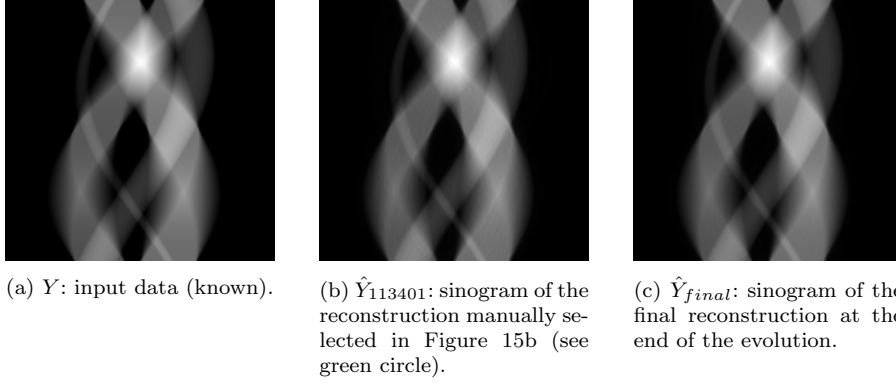 (a) Y: input data (known).
(b) Ŷ113401: sinogram of the
reconstruction manually se-
lected in Figure 15b (see
green circle).
(c) Ŷfinal: sinogram of the
final reconstruction at the
end of the evolution.